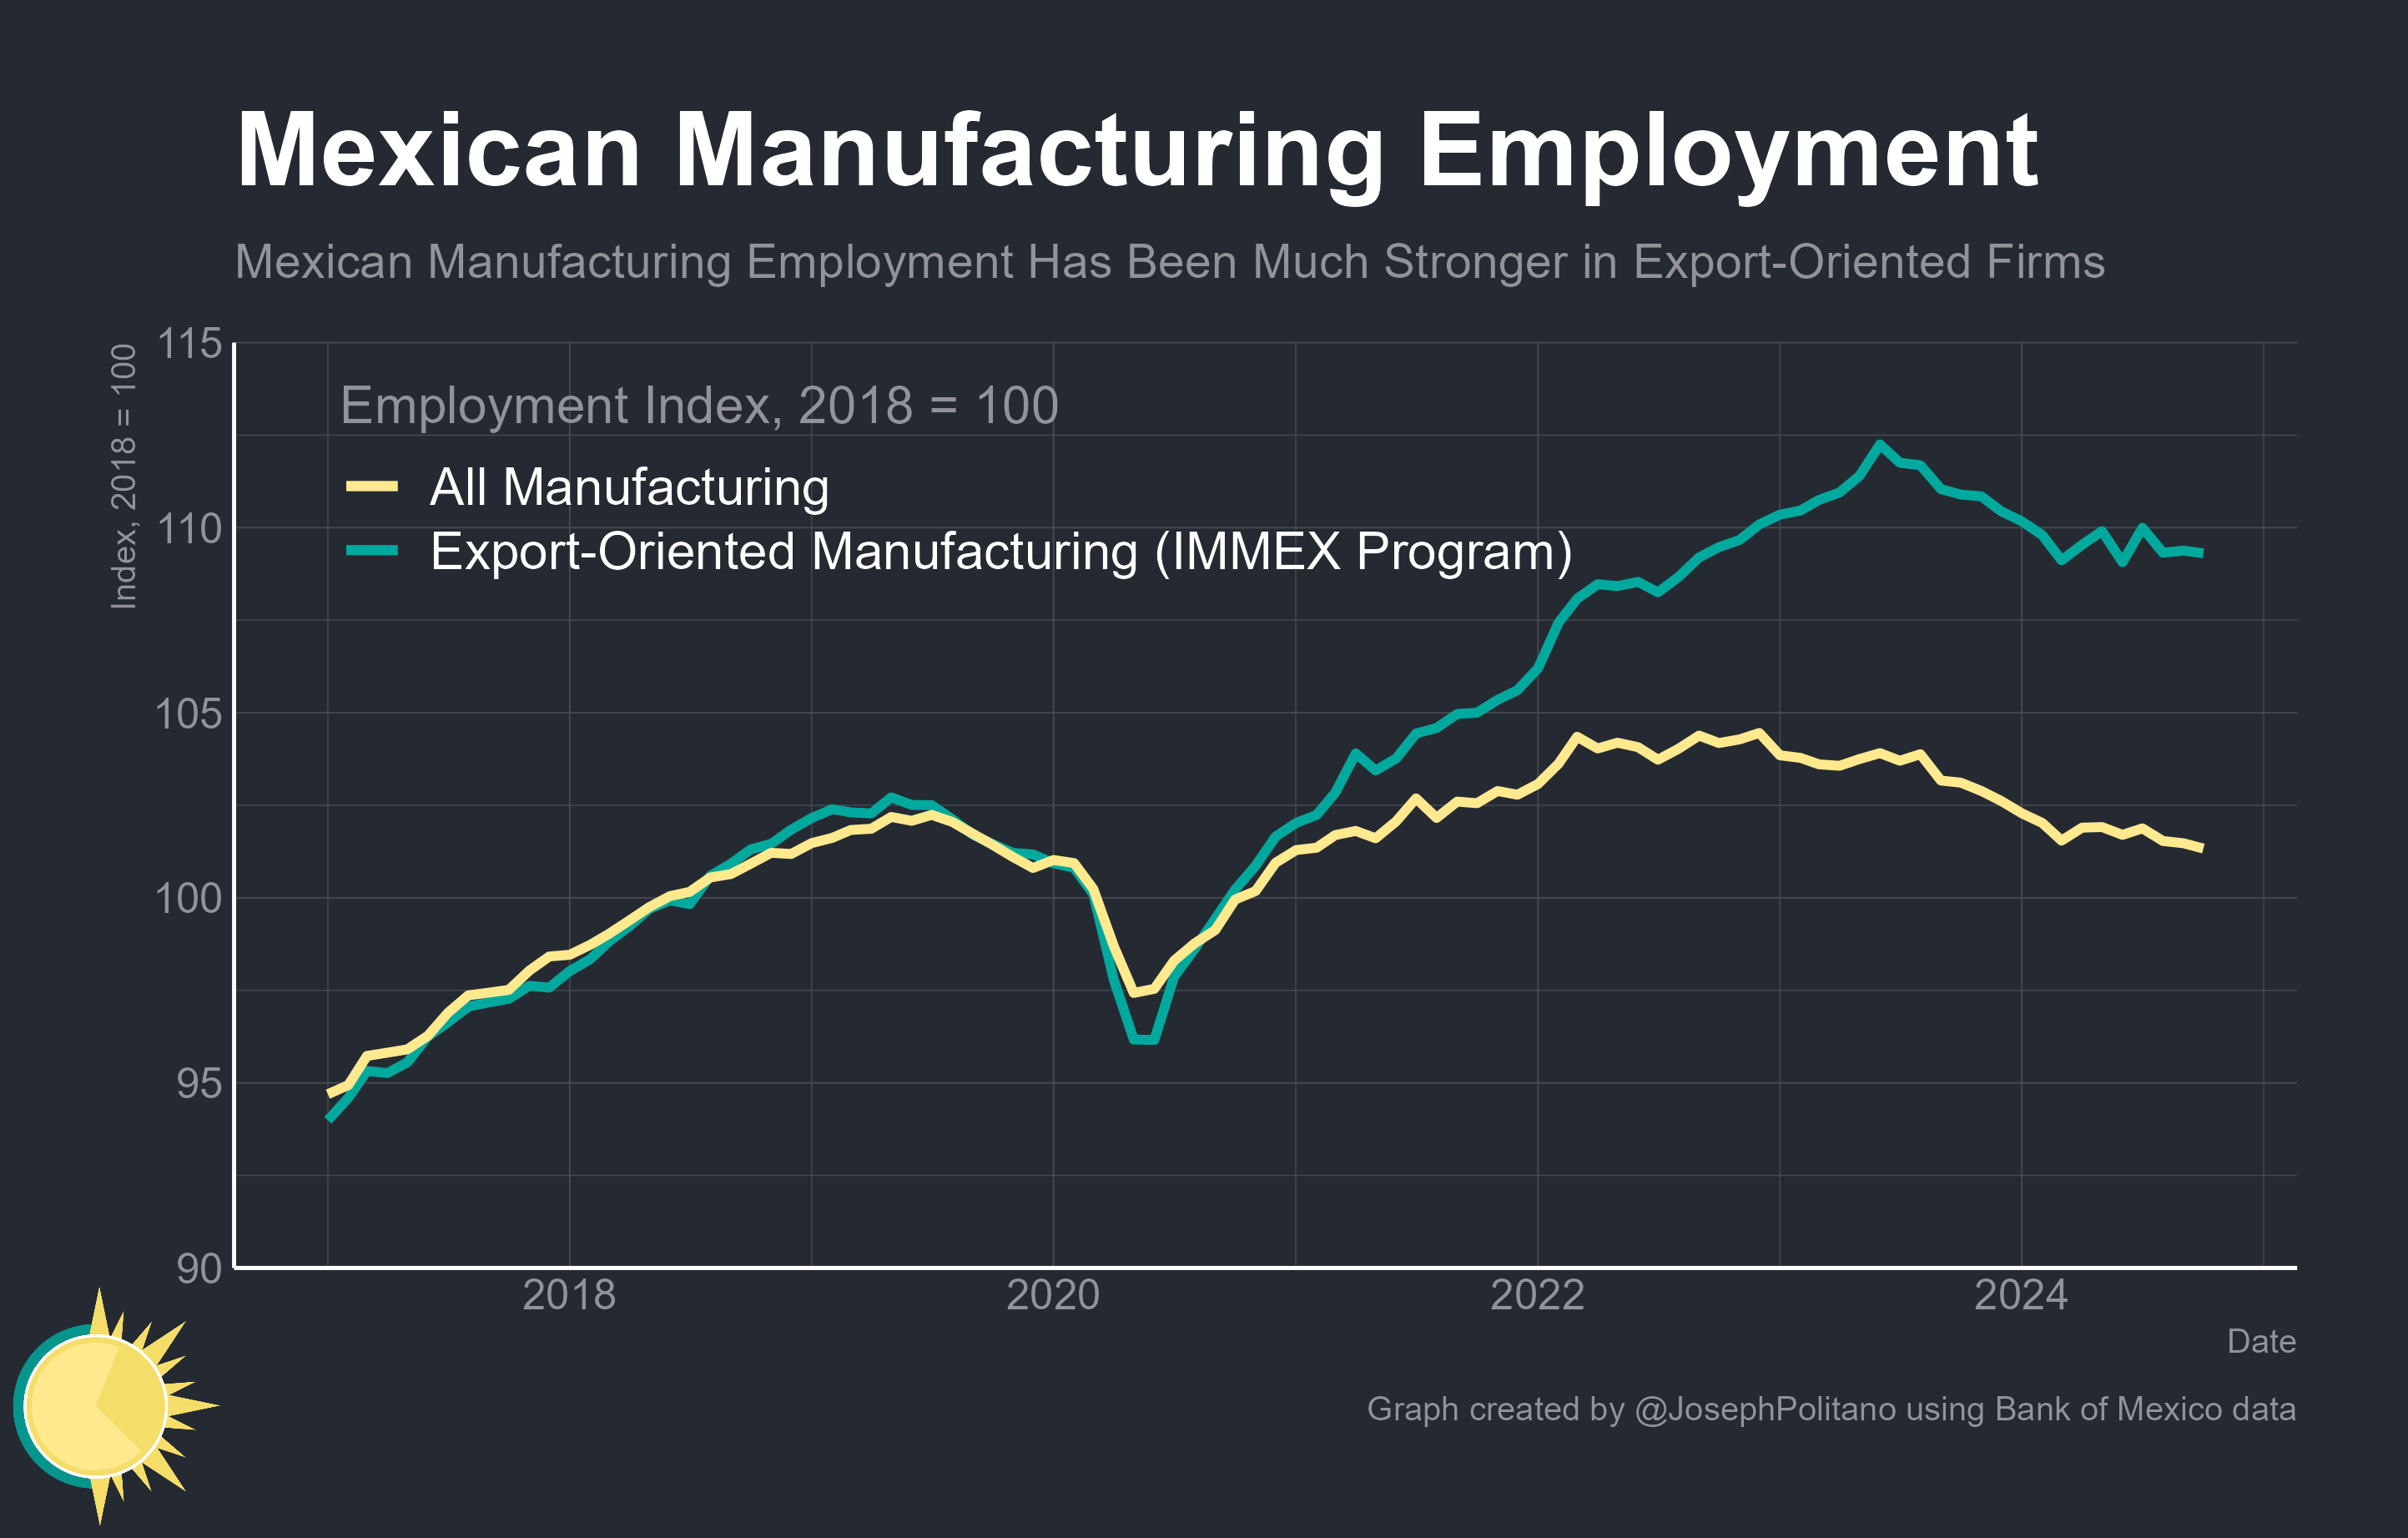 Mexican Manufacturing Employment
Mexican Manufacturing Employment Has Been Much Stronger in Export-Oriented Firms
Index, 2018 = 100
115
110
105
100
95
90
Employment Index, 2018 = 100
All Manufacturing
Export-Oriented Manufacturing (IMMEX Program)
2018 2020 2022 2024
Date
Graph created by @JosephPolitano using Bank of Mexico data